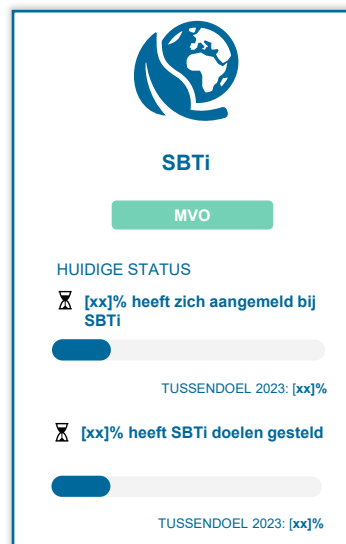 SBTi
MVO
HUIDIGE STATUS
[xx]% heeft zich aangemeld bij
SBTi
TUSSENDOEL 2023: [xx]%
[xx]% heeft SBTi doelen gesteld
TUSSENDOEL 2023: [xx]%